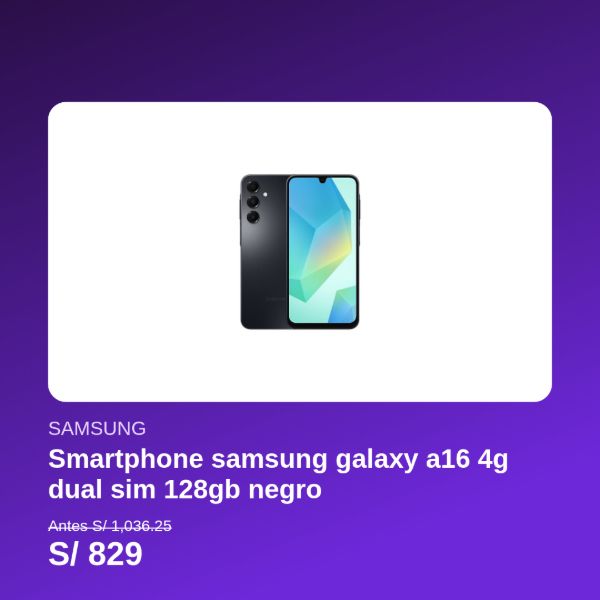 SAMSUNG
Smartphone samsung galaxy a16 4g
dual sim 128gb negro
Antes S/ 1,036.25
S/ 829